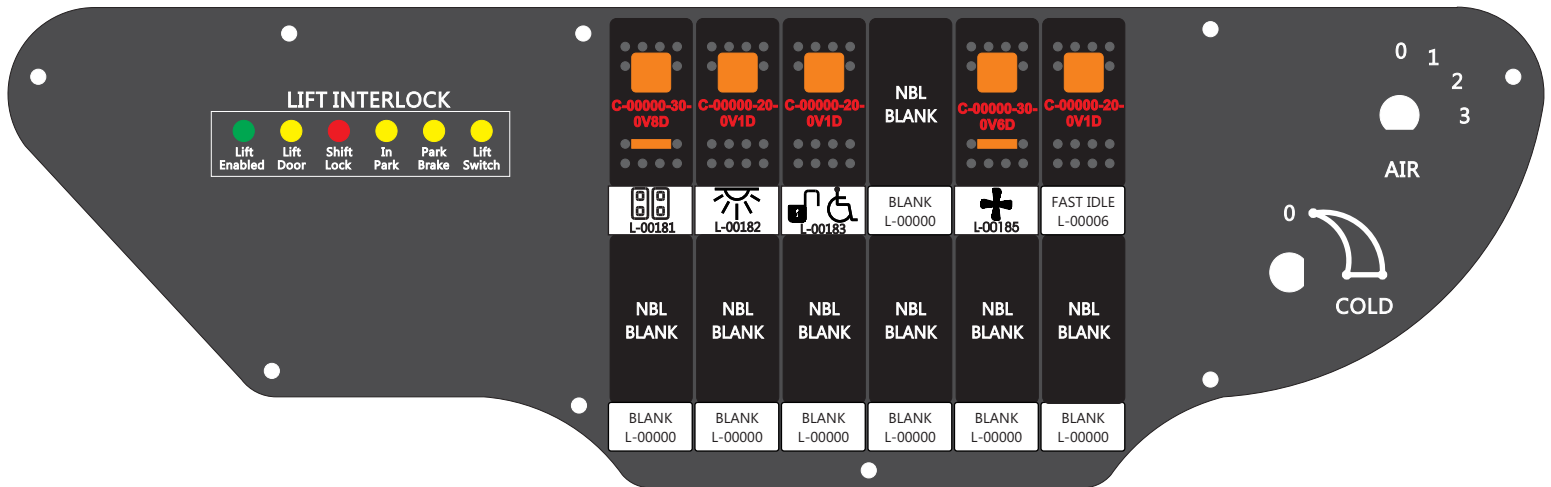 LIFT INTERLOCK
Lift
Enabled
Lift
Door
Shift
Lock
In
Park
Park
Brake
Lift
Switch
C-00000-30-
0V8D
C-00000-20-
0V1D
C-00000-20-
0V1D
NBL
BLANK
C-00000-30-
0V6D
C-00000-20-
0V1D
L-00181
L-00182
L-00183
BLANK
L-00000
L-00185
FAST IDLE
L-00006
NBL
BLANK
NBL
BLANK
NBL
BLANK
NBL
BLANK
NBL
BLANK
NBL
BLANK
BLANK
L-00000
BLANK
L-00000
BLANK
L-00000
BLANK
L-00000
BLANK
L-00000
BLANK
L-00000
0
1
2
3
AIR
0
COLD